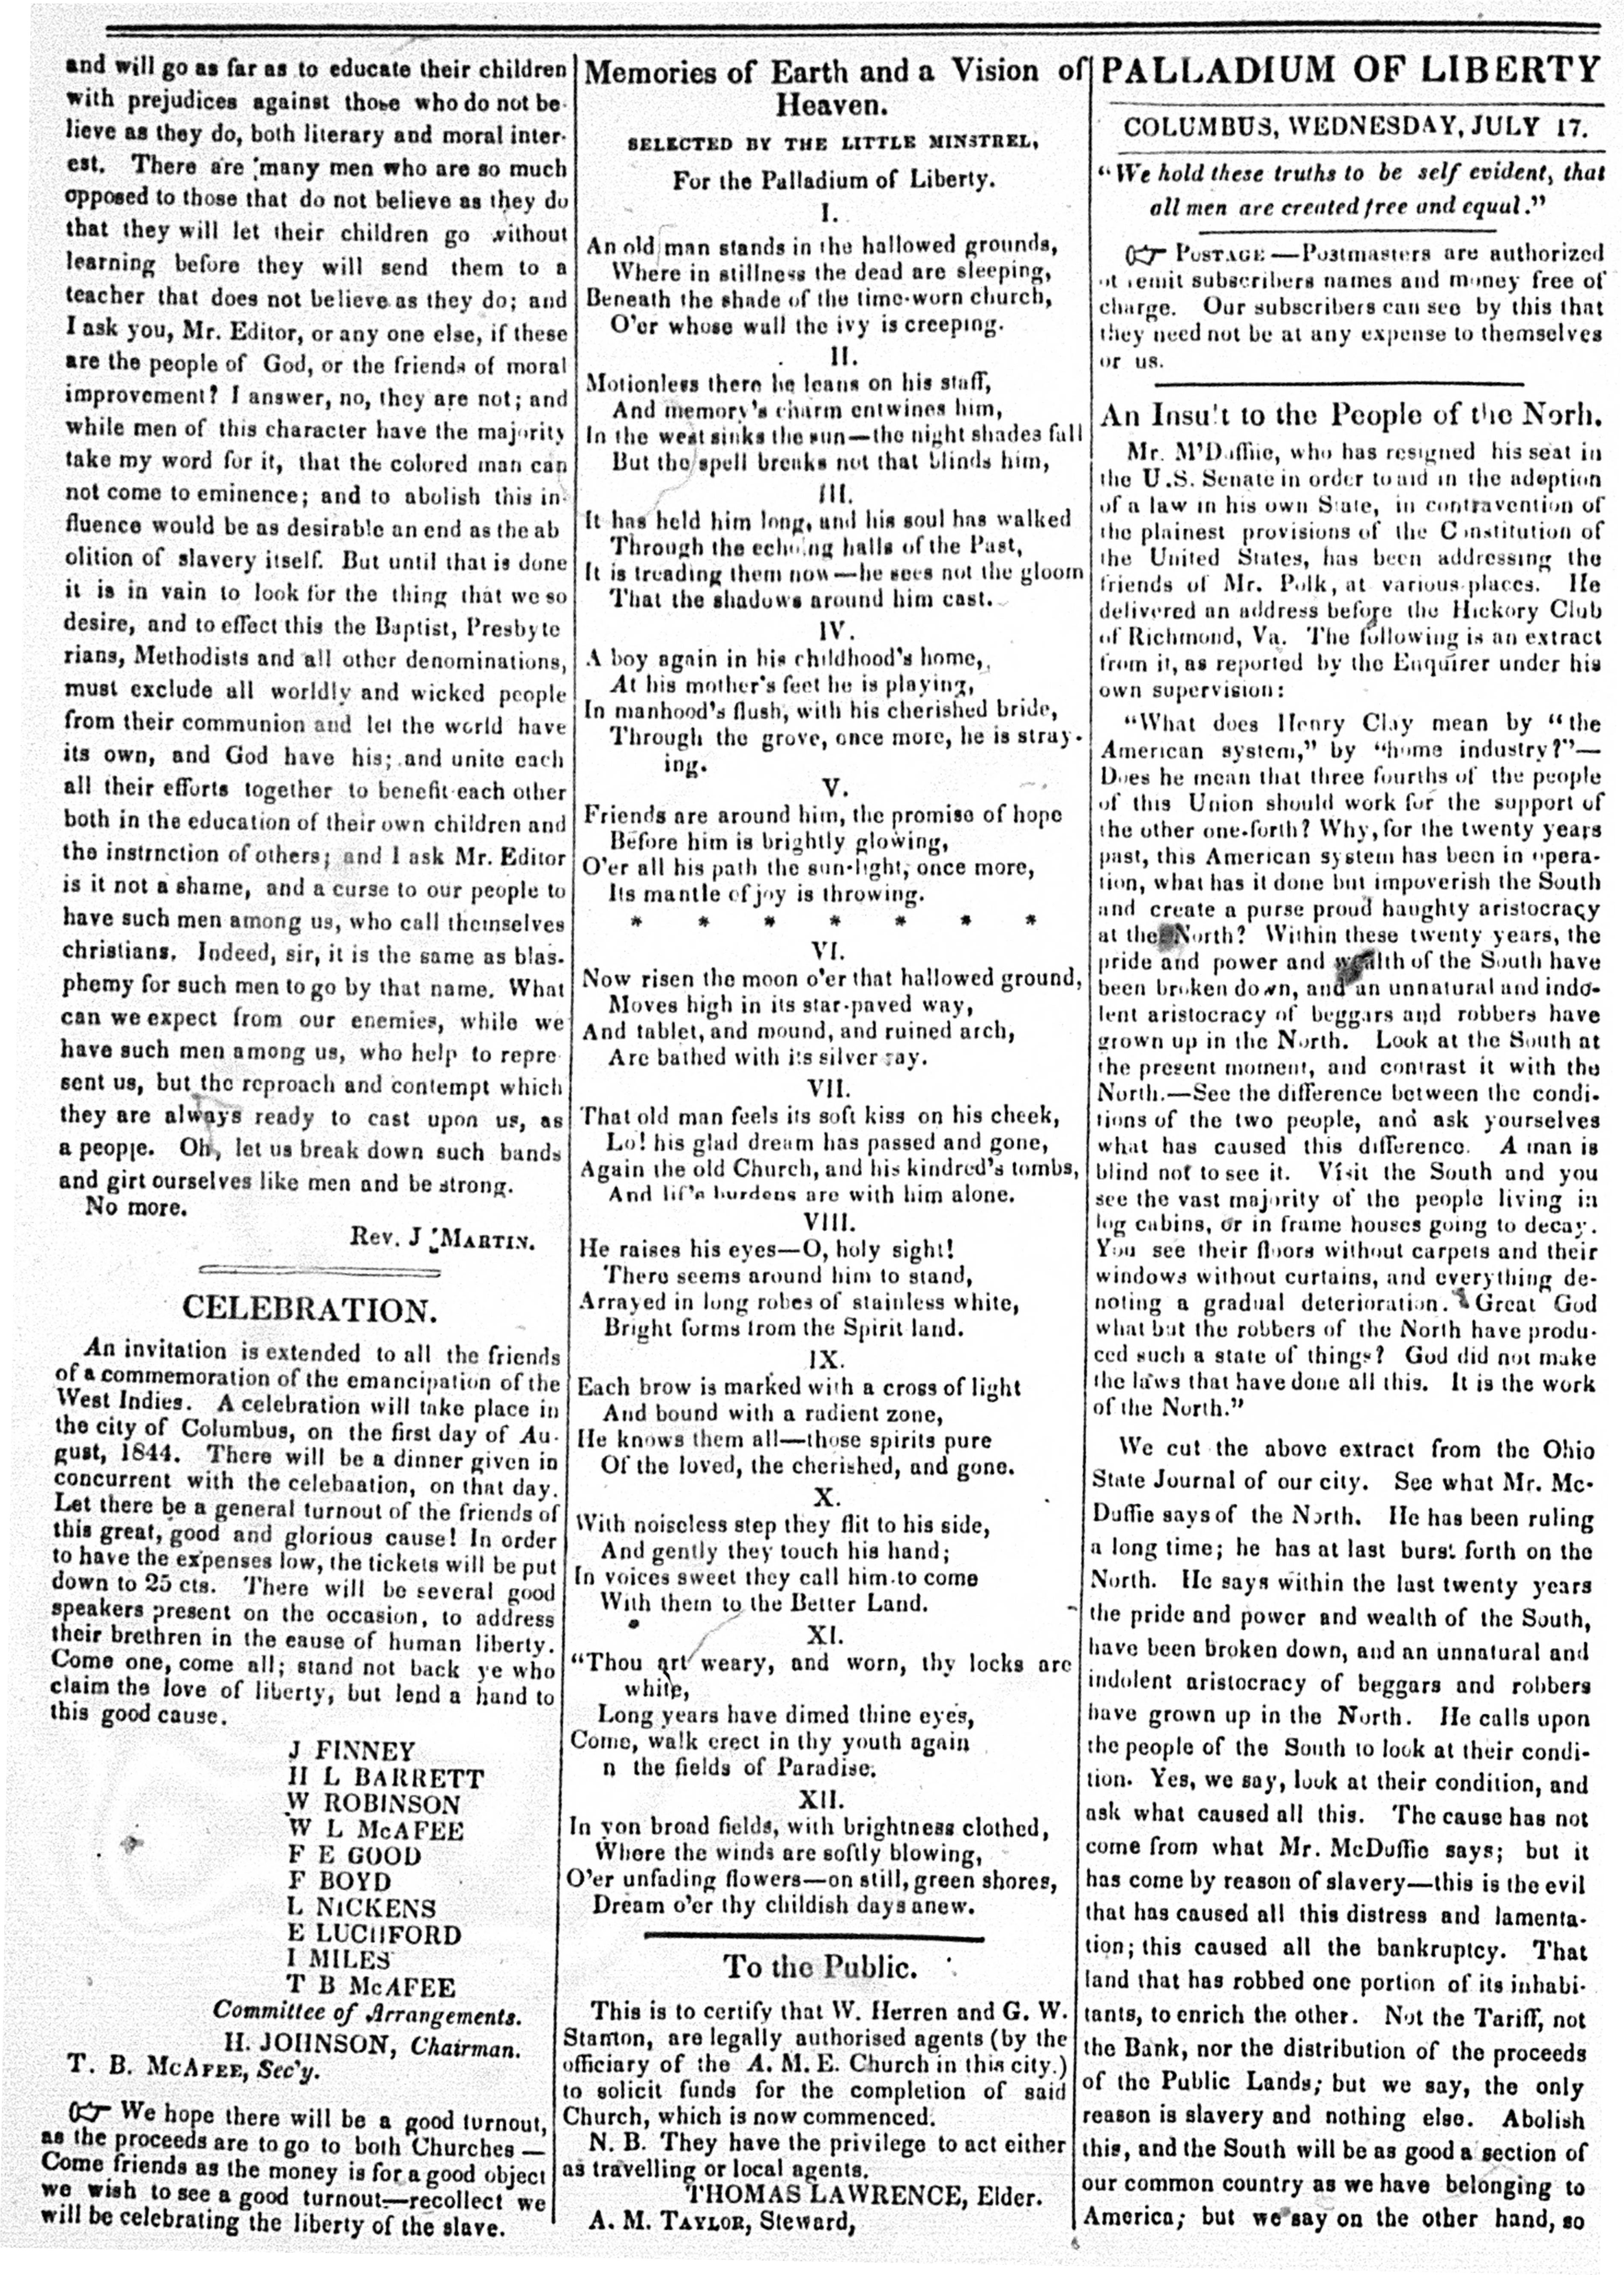 and will go as far as to educate their children
with prejudices against those who do not be-
lieve as they do, both literary and moral inter-
est. There are many men who are so much
opposed to those that do not believe as they do
that they will let their children go without
learning before they will send them to a
teacher that does not believe as they do; and
I ask you, Mr. Editor, or any one else, if these
are the people of God, or the friends of moral
improvement? I answer, no, they are not; and
while men of this character have the majority
take my word for it, that the colored man can
not come to eminence; and to abolish this in-
fluence would be as desirable an end as the ab
olition of slavery itself. But until that is done
it is in vain to look for the thing that we so
desire, and to effect this the Baptist, Presbyte
rians, Methodists and all other denominations,
must exclude all worldly and wicked people
from their communion and let the world have
its own, and God have his; and unite each
all their efforts together to benefit each other
both in the education of their own children and
the instrnction of others; and I ask Mr. Editor
is it not a shame, and a curse to our people to
have such men among us, who call themselves
christians. Indeed, sir, it is the same as blas-
phemy for such men to go by that name. What
can we expect from our enemies, while we
have such men among us, who help to repre
sent us, but the reproach and contempt which
they are always ready to cast upon us, as
a people. Oh, let us break down such bands
and girt ourselves like men and be strong.
No more.
Rev. J. MARTIN.
CELEBRATION.
An invitation is extended to all the friends
of a commemoration of the emancipation of the
West Indies. A celebration will take place in
the city of Columbus, on the first day of Au-
gust, 1844. There will be a dinner given in
concurrent with the celebaation, on that day.
Let there be a general turnout of the friends of
this great, good and glorious cause! In order
to have the expenses low, the tickets will be put
down to 25 cts. There will be several good
speakers present on the occasion, to address
their brethren in the eause of human liberty.
Come one, come all; stand not back ye who
claim the love of liberty, but lend a hand to
this good cause.
J FINNEY
H L BARRETT
W ROBINSON
W L McAFEE
F E GOOD
F BOYD
L NICKENS
E LUCHFORD
I MILES
T B McAFEE
Committee of Arrangements.
H. JOHNSON, Chairman.
T. B. McAFEE, Sec'y.
☞ We hope there will be a good turnout,
as the proceeds are to go to both Churches —
Come friends as the money is for a good object
we wish to see a good turnout—recollect we
will be celebrating the liberty of the slave.
Memories of Earth and a Vision of
Heaven.
SELECTED BY THE LITTLE MINSTREL,
For the Palladium of Liberty.
I.
An old man stands in the hallowed grounds,
Where in stillness the dead are sleeping,
Beneath the shade of the time-worn church,
O'er whose wall the ivy is creeping.
II.
Motionless there he leans on his staff,
And memory's charm entwines him,
In the west sinks the sun—the night shades fall
But the spell breaks not that blinds him,
III.
It has held him long, and his soul has walked
Through the echoing halls of the Past,
It is treading them now—he sees not the gloom
That the shadows around him cast.
IV.
A boy again in his childhood's home,
At his mother's feet he is playing,
In manhood's flush, with his cherished bride,
Through the grove, once more, he is stray-
ing.
V.
Friends are around him, the promise of hope
Before him is brightly glowing,
O'er all his path the sun-light, once more,
Its mantle of joy is throwing.
* * * * * * *
VI.
Now risen the moon o'er that hallowed ground,
Moves high in its star-paved way,
And tablet, and mound, and ruined arch,
Are bathed with its silver ray.
VII.
That old man feels its soft kiss on his cheek,
Lo! his glad dream has passed and gone,
Again the old Church, and his kindred's tombs,
And lif's burdens are with him alone.
VIII.
He raises his eyes—O, holy sight!
There seems around him to stand,
Arrayed in long robes of stainless white,
Bright forms from the Spirit land.
IX.
Each brow is marked with a cross of light
And bound with a radient zone,
He knows them all—those spirits pure
Of the loved, the cherished, and gone.
X.
With noiseless step they flit to his side,
And gently they touch his hand;
In voices sweet they call him to come
With them to the Better Land.
XI.
"Thou art weary, and worn, thy locks are
white,
Long years have dimed thine eyes,
Come, walk erect in thy youth again
n the fields of Paradise.
XII.
In yon broad fields, with brightness clothed,
Where the winds are softly blowing,
O'er unfading flowers—on still, green shores,
Dream o'er thy childish days anew.
To the Public.
This is to certify that W. Herren and G. W.
Stanton, are legally authorised agents (by the
officiary of the A. M. E. Church in this city.)
to solicit funds for the completion of said
Church, which is now commenced.
N. B. They have the privilege to act either
as travelling or local agents.
THOMAS LAWRENCE, Elder.
A. M. TAYLOR, Steward,
PALLADIUM OF LIBERTY
COLUMBUS, WEDNESDAY, JULY 17.
"We hold these truths to be self evident, that
all men are created free and equal."
☞ POSTAGE—Postmasters are authorized
ot remit subscribers names and money free of
charge. Our subscribers can see by this that
they need not be at any expense to themselves
or us.
An Insult to the People of the Norh.
Mr. M'Duffie, who has resigned his seat in
the U.S. Senate in order to aid in the adoption
of a law in his own State, in contravention of
the plainest provisions of the Constitution of
the United States, has been addressing the
friends of Mr. Polk, at various places. He
delivered an address before the Hickory Club
of Richmond, Va. The following is an extract
from it, as reported by the Enquirer under his
own supervision:
"What does Henry Clay mean by "the
American system," by "home industry?"—
Does he mean that three fourths of the people
of this Union should work for the support of
the other one-forth? Why, for the twenty years
past, this American system has been in opera-
tion, what has it done but impoverish the South
and create a purse proud haughty aristocracy
at the North? Within these twenty years, the
pride and power and wealth of the South have
been broken down, and an unnatural and indo-
lent aristocracy of beggars and robbers have
grown up in the North. Look at the South at
the present moment, and contrast it with the
North.—See the difference between the condi-
tions of the two people, and ask yourselves
what has caused this difference. A man is
blind not to see it. Visit the South and you
see the vast majority of the people living in
log cabins, or in frame houses going to decay.
You see their floors without carpets and their
windows without curtains, and everything de-
noting a gradual deterioration. Great God
what but the robbers of the North have produ-
ced such a state of things? God did not make
the laws that have done all this. It is the work
of the North."
We cut the above extract from the Ohio
State Journal of our city. See what Mr. Mc-
Duffie says of the North. He has been ruling
a long time; he has at last burst forth on the
North. He says within the last twenty years
the pride and power and wealth of the South,
have been broken down, and an unnatural and
indolent aristocracy of beggars and robbers
have grown up in the North. He calls upon
the people of the South to look at their condi-
tion. Yes, we say, look at their condition, and
ask what caused all this. The cause has not
come from what Mr. McDuffie says; but it
has come by reason of slavery—this is the evil
that has caused all this distress and lamenta-
tion; this caused all the bankruptcy. That
land that has robbed one portion of its inhabi-
tants, to enrich the other. Not the Tariff, not
the Bank, nor the distribution of the proceeds
of the Public Lands; but we say, the only
reason is slavery and nothing else. Abolish
this, and the South will be as good a section of
our common country as we have belonging to
America; but we say on the other hand, so